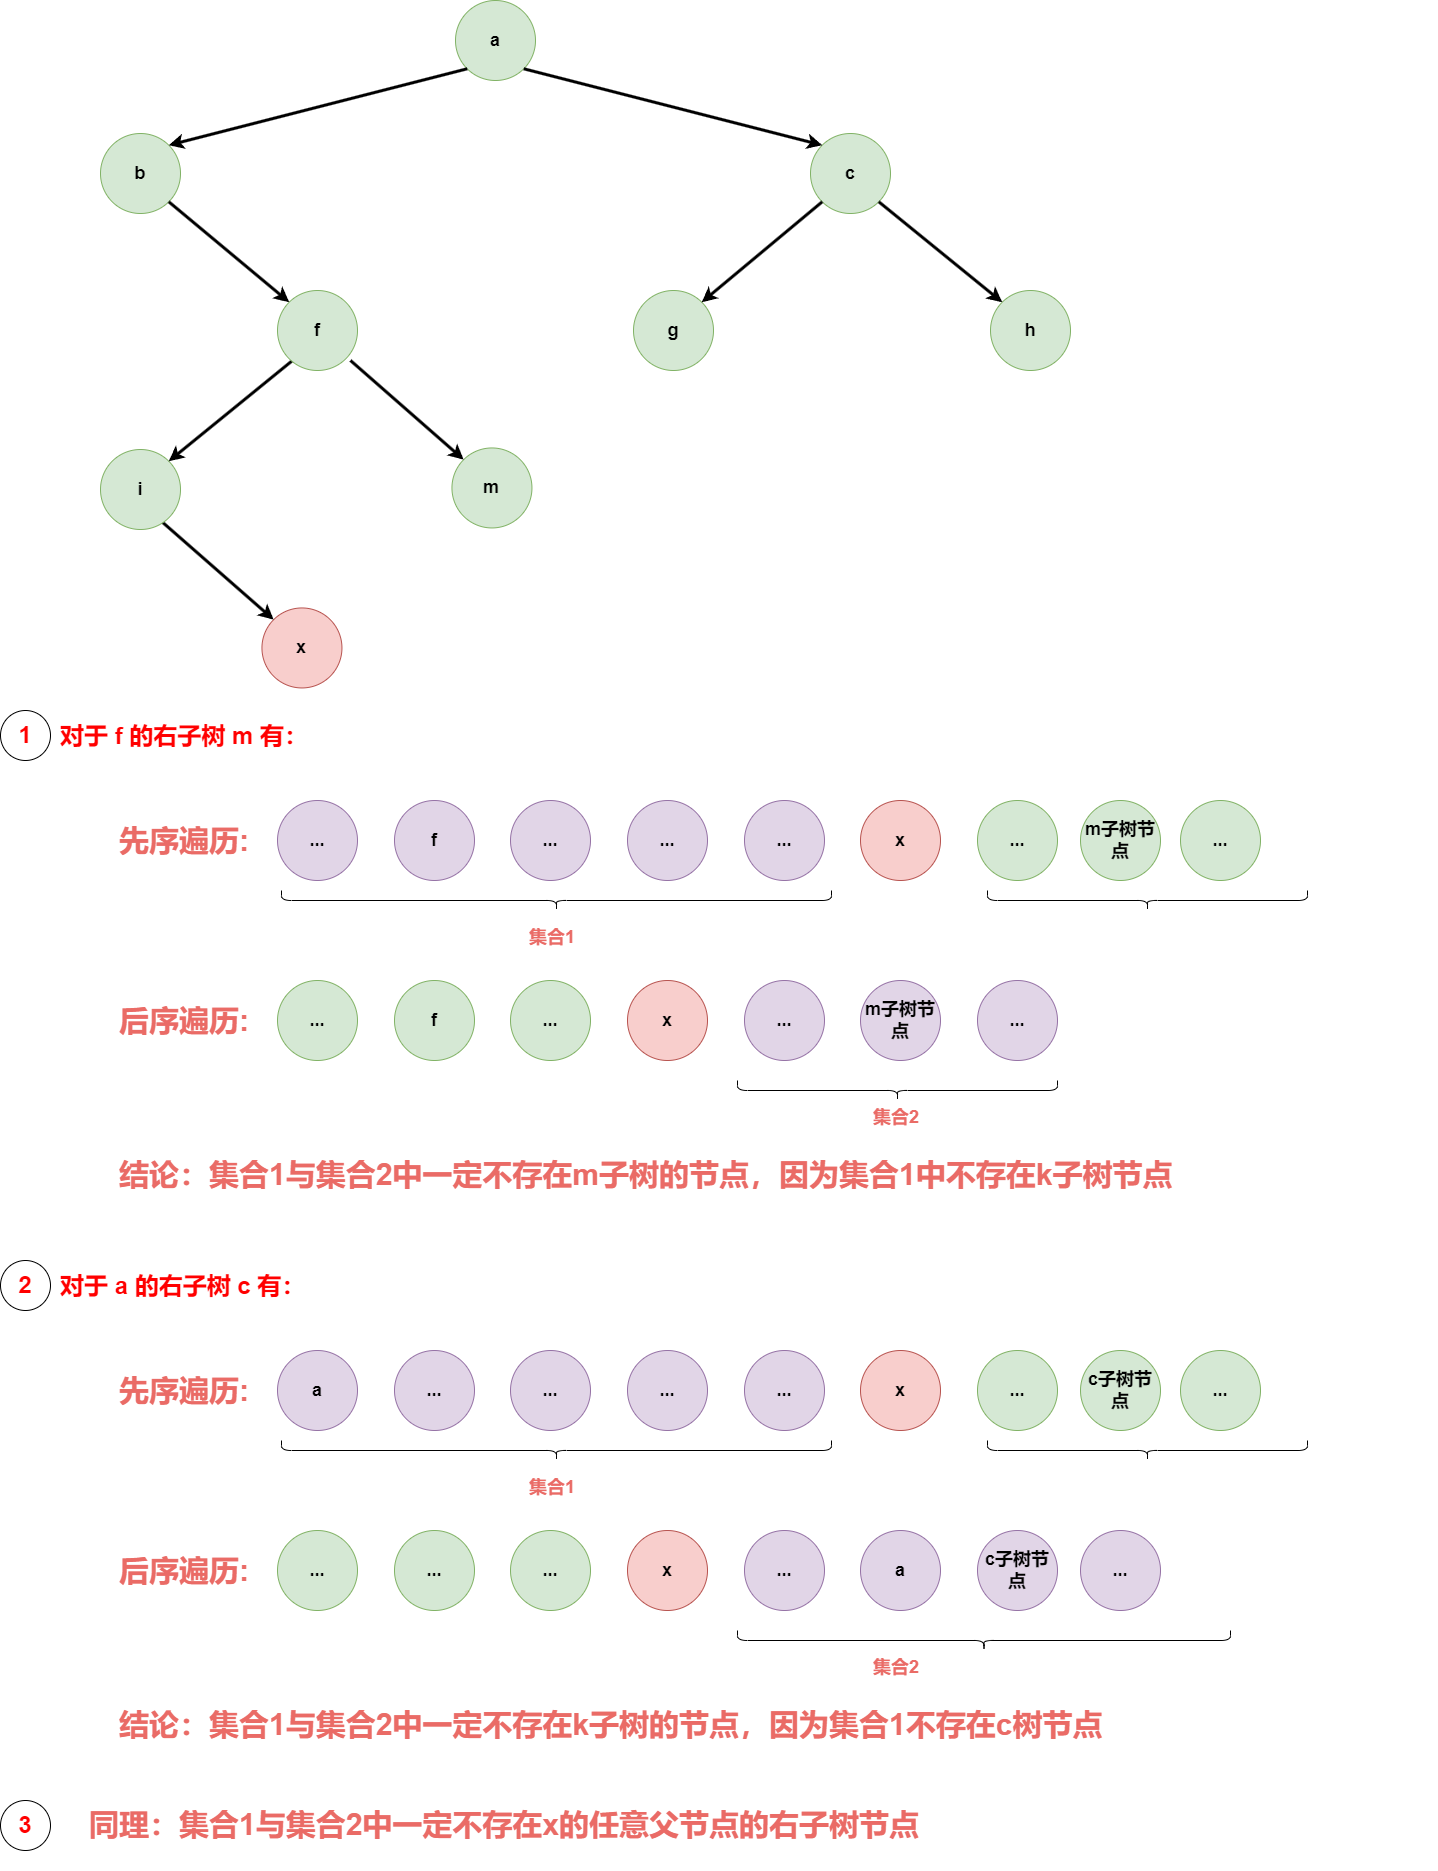 a
b
c
f
g
h
i
m
x
1 对于 f 的右子树 m 有：
先序遍历: ... f ... ... ... x ... m子树节点 ...
集合1
后序遍历: ... f ... x ... m子树节点 ...
集合2
结论：集合1与集合2中一定不存在m子树的节点，因为集合1中不存在k子树节点
2 对于 a 的右子树 c 有：
先序遍历: a ... ... ... ... x ... c子树节点 ...
集合1
后序遍历: ... ... ... x ... a c子树节点 ...
集合2
结论：集合1与集合2中一定不存在k子树的节点，因为集合1不存在c树节点
3 同理：集合1与集合2中一定不存在x的任意父节点的右子树节点